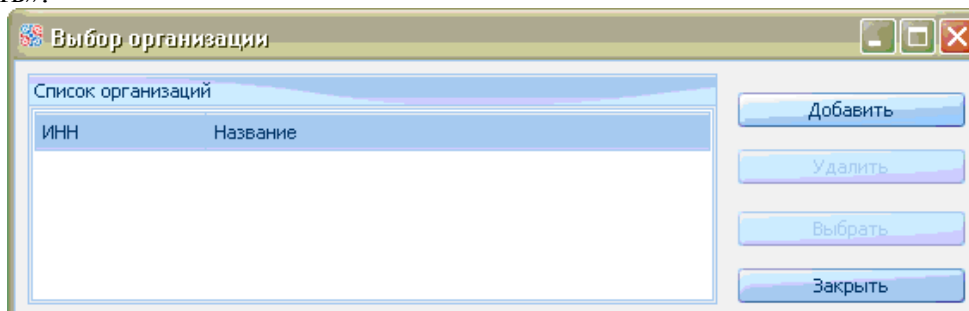 Выбор организации
Список организаций
ИНН Название
Добавить
Удалить
Выбрать
Закрыть